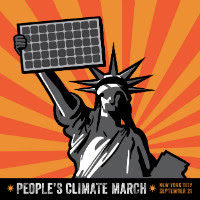 PEOPLE'S CLIMATE MARCH
NEW YORK CITY
SEPTEMBER 21